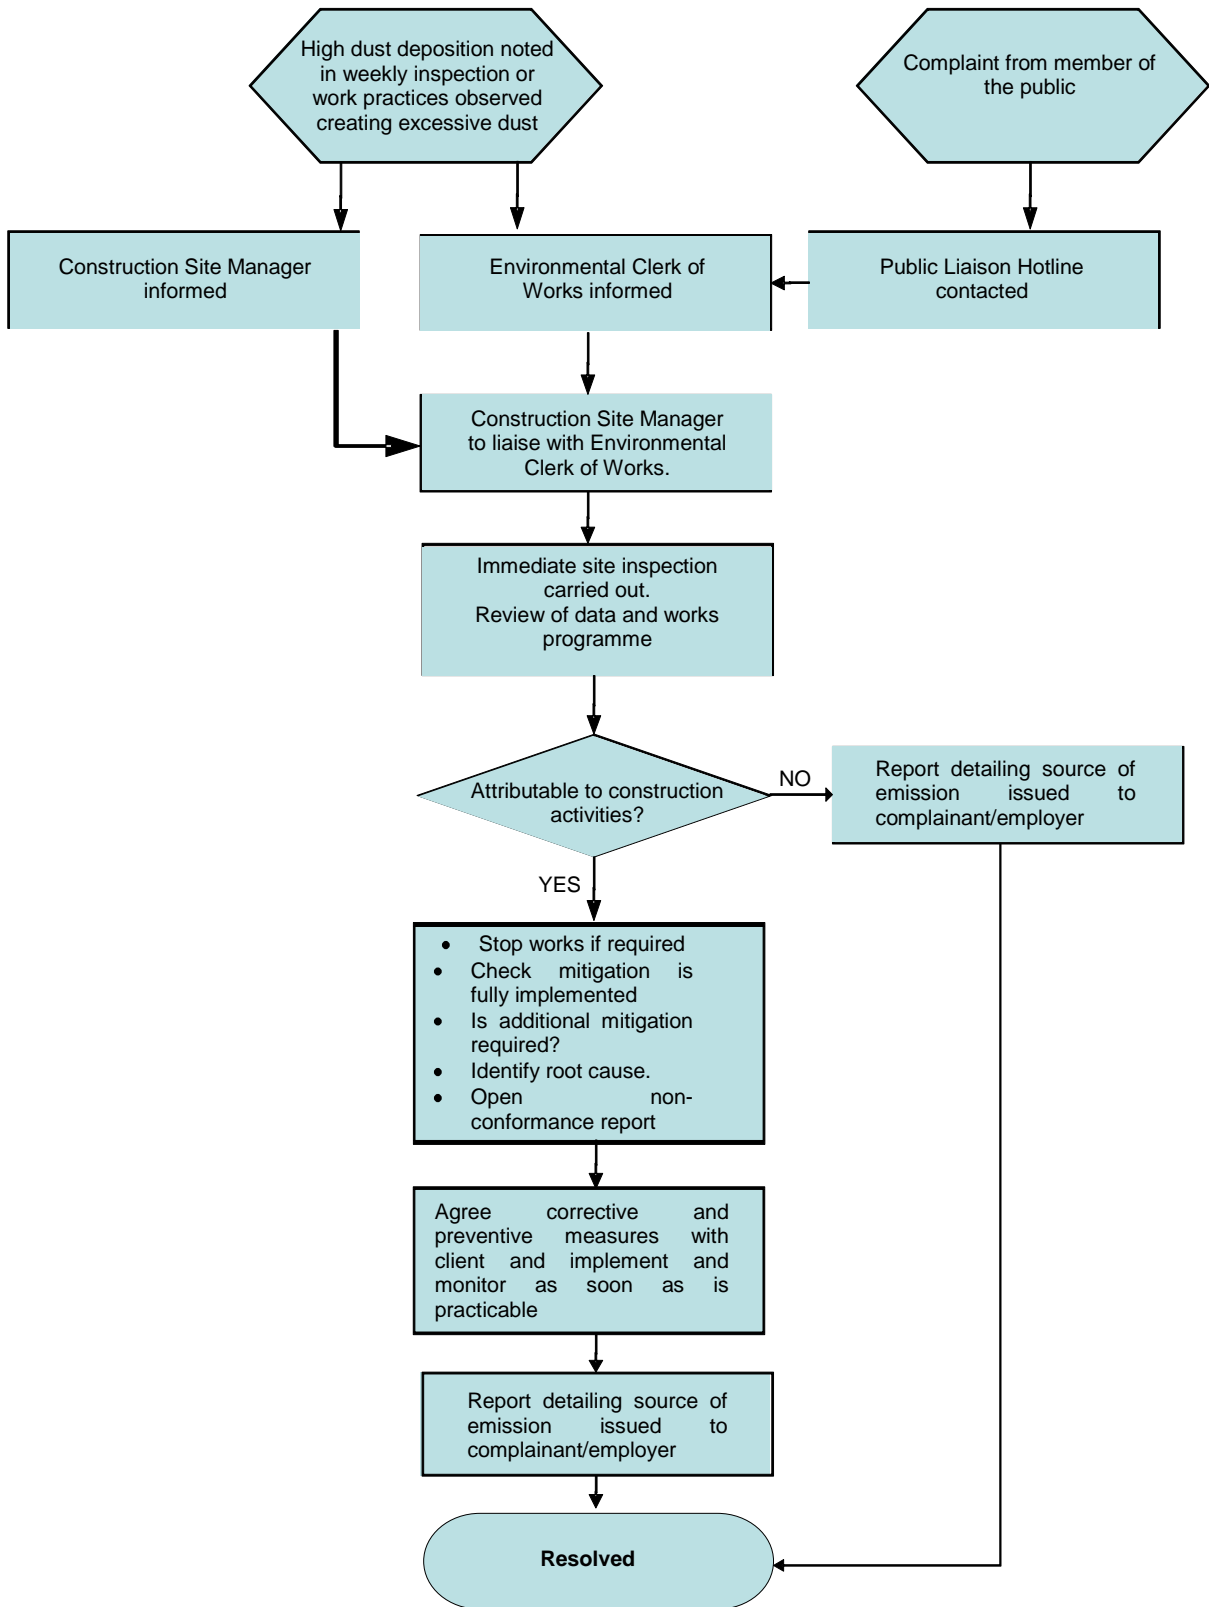 High dust deposition noted
in weekly inspection or
work practices observed
creating excessive dust
Complaint from member of
the public
Construction Site Manager
informed
Environmental Clerk of
Works informed
Public Liaison Hotline
contacted
Construction Site Manager
to liaise with Environmental
Clerk of Works.
Immediate site inspection
carried out.
Review of data and works
programme
Attributable to construction
activities?
NO
Report detailing source of
emission issued to
complainant/employer
YES
• Stop works if required
• Check mitigation is
fully implemented
• Is additional mitigation
required?
• Identify root cause.
• Open non-
conformance report
Agree corrective and
preventive measures with
client and implement and
monitor as soon as is
practicable
Report detailing source of
emission issued to
complainant/employer
Resolved